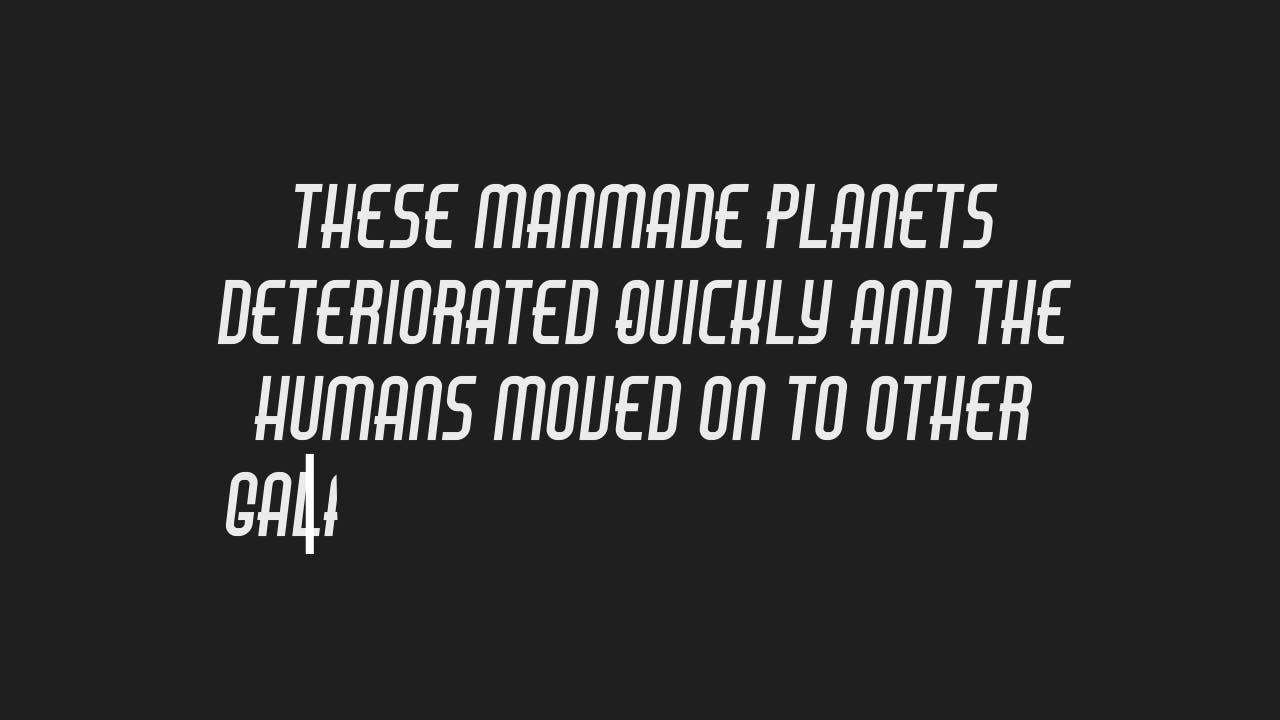 THESE MANMADE PLANETS
DETERIORATED QUICKLY AND THE
HUMANS MOVED ON TO OTHER